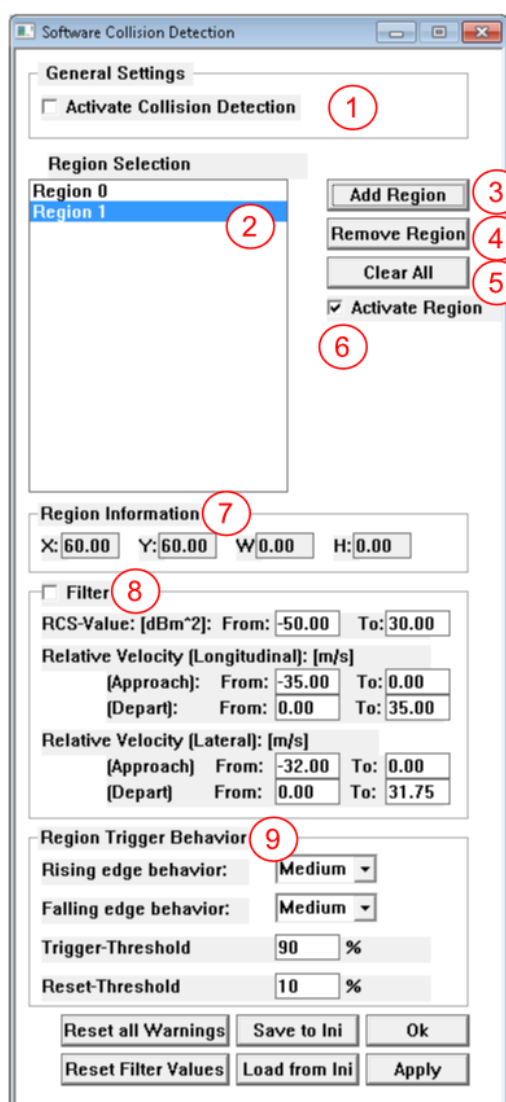 Software Collision Detection
General Settings
Activate Collision Detection
1
Region Selection
Region 0
Region 1
2
Add Region
3
Remove Region
4
Clear All
5
Activate Region
6
Region Information
7
X: 60.00 Y: 60.00 W 0.00 H: 0.00
Filter
8
RCS-Value: [dBm^2]: From: -50.00 To: 30.00
Relative Velocity (Longitudinal): [m/s]
(Approach): From: -35.00 To: 0.00
(Depart): From: 0.00 To: 35.00
Relative Velocity (Lateral): [m/s]
(Approach) From: -32.00 To: 0.00
(Depart) From: 0.00 To: 31.75
Region Trigger Behavior
9
Rising edge behavior: Medium
Falling edge behavior: Medium
Trigger-Threshold 90 %
Reset-Threshold 10 %
Reset all Warnings Save to Ini Ok
Reset Filter Values Load from Ini Apply